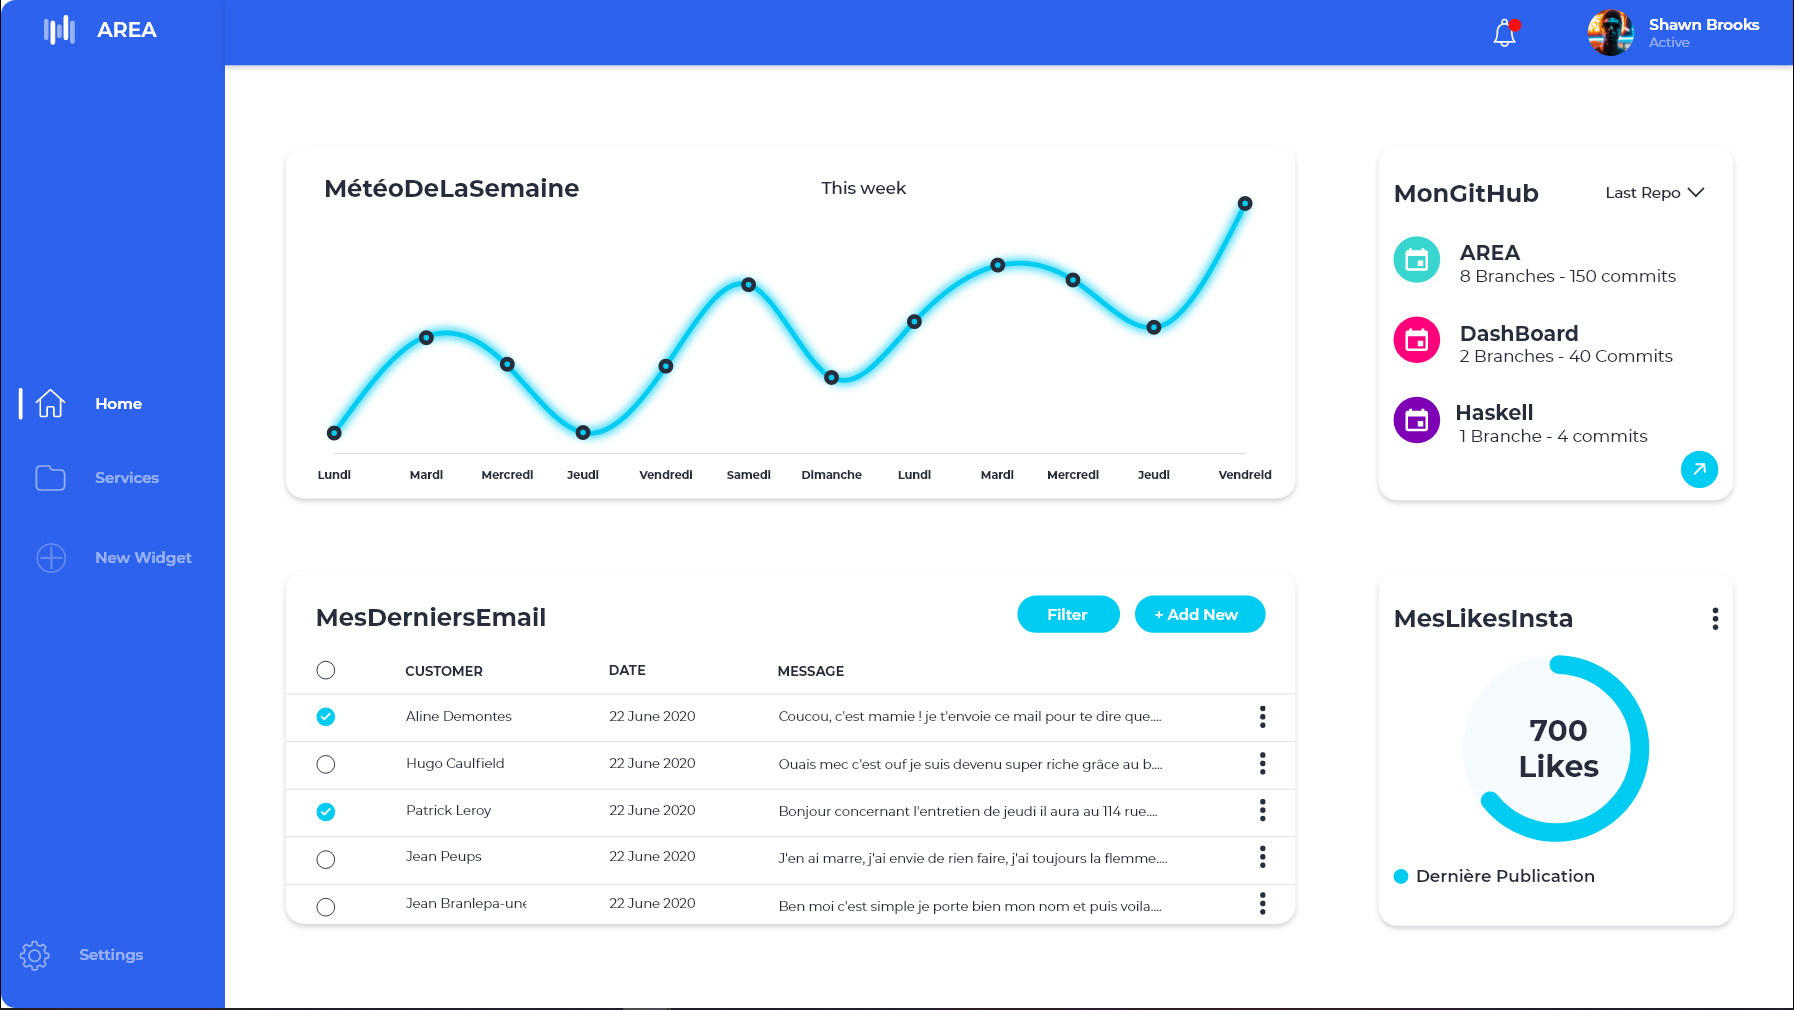 AREA
Shawn Brooks
Active
Home
Services
New Widget
Settings
MétéoDeLaSemaine
This week
Lundi Mardi Mercredi Jeudi Vendredi Samedi Dimanche Lundi Mardi Mercredi Jeudi Vendreid
MonGitHub
Last Repo
AREA
8 Branches - 150 commits
DashBoard
2 Branches - 40 Commits
Haskell
1 Branche - 4 commits
MesDerniersEmail
Filter
+ Add New
CUSTOMER DATE MESSAGE
Aline Demontes 22 June 2020 Coucou, c'est mamie ! je t'envoie ce mail pour te dire que....
Hugo Caulfield 22 June 2020 Ouais mec c'est ouf je suis devenu super riche grâce au b....
Patrick Leroy 22 June 2020 Bonjour concernant l'entretien de jeudi il aura au 114 rue....
Jean Peups 22 June 2020 J'en ai marre, j'ai envie de rien faire, j'ai toujours la flemme....
Jean Branlepa-une 22 June 2020 Ben moi c'est simple je porte bien mon nom et puis voila....
MesLikesInsta
700
Likes
Dernière Publication